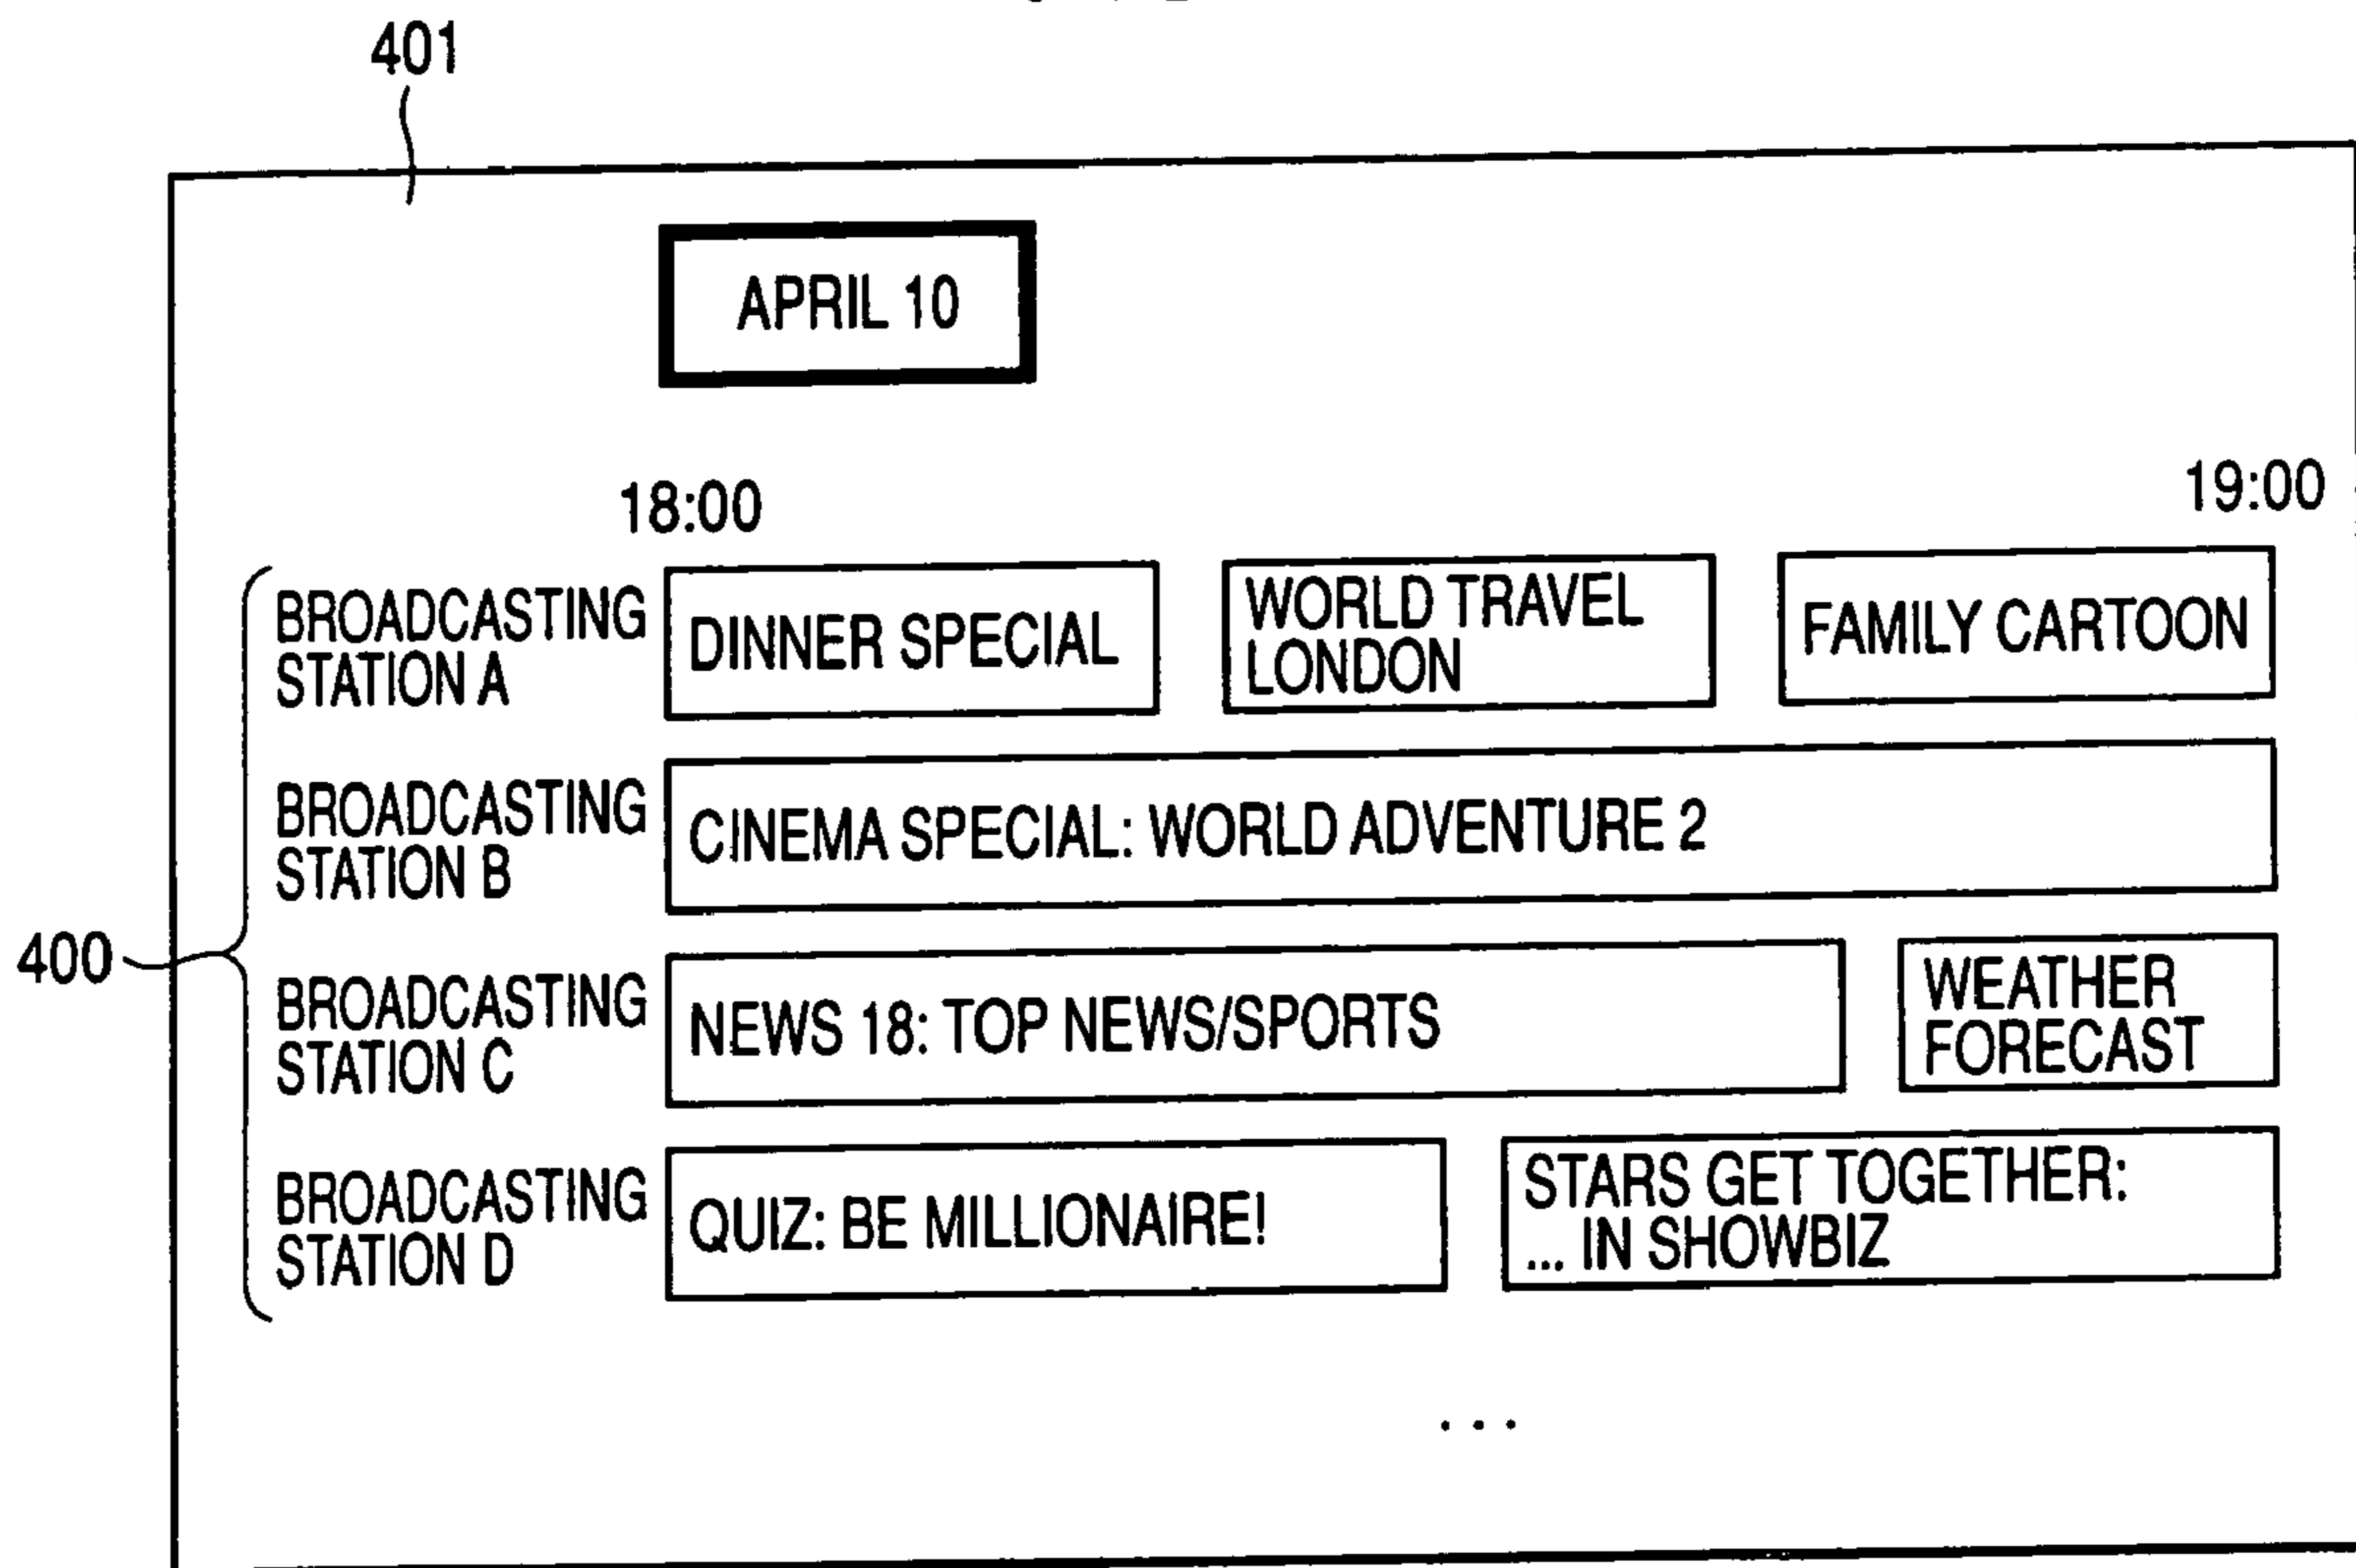 401
APRIL 10
18:00
19:00
BROADCASTING
STATION A
DINNER SPECIAL
WORLD TRAVEL
LONDON
FAMILY CARTOON
BROADCASTING
STATION B
CINEMA SPECIAL: WORLD ADVENTURE 2
400
BROADCASTING
STATION C
NEWS 18: TOP NEWS/SPORTS
WEATHER
FORECAST
BROADCASTING
STATION D
QUIZ: BE MILLIONAIRE!
STARS GET TOGETHER:
... IN SHOWBIZ
...